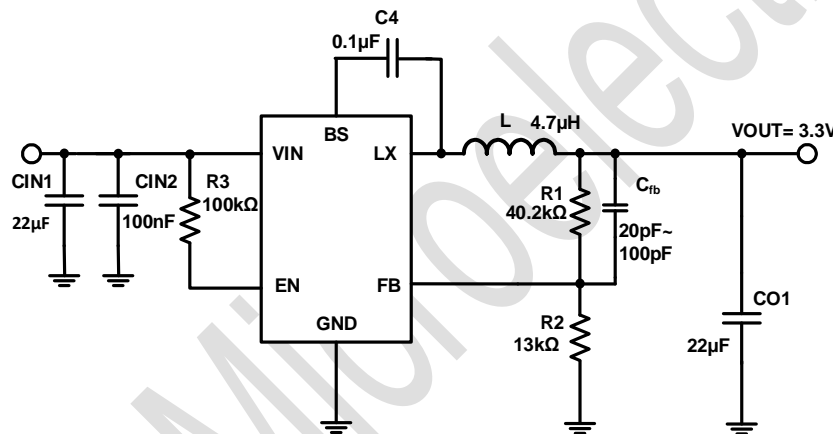 C4
0.1µF
BS
VIN
LX
EN
FB
GND
L
4.7µH
VOUT= 3.3V
CIN1
22µF
CIN2
100nF
R3
100kΩ
R1
40.2kΩ
Cfb
20pF~
100pF
R2
13kΩ
CO1
22µF
Microelect